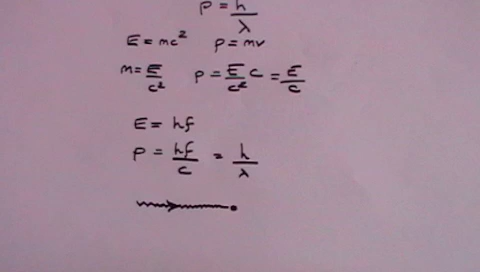 p = h/λ
E = mc² p = mv
m = E/c² p = E/c² c = E/c
E = hf
p = hf/c = h/λ